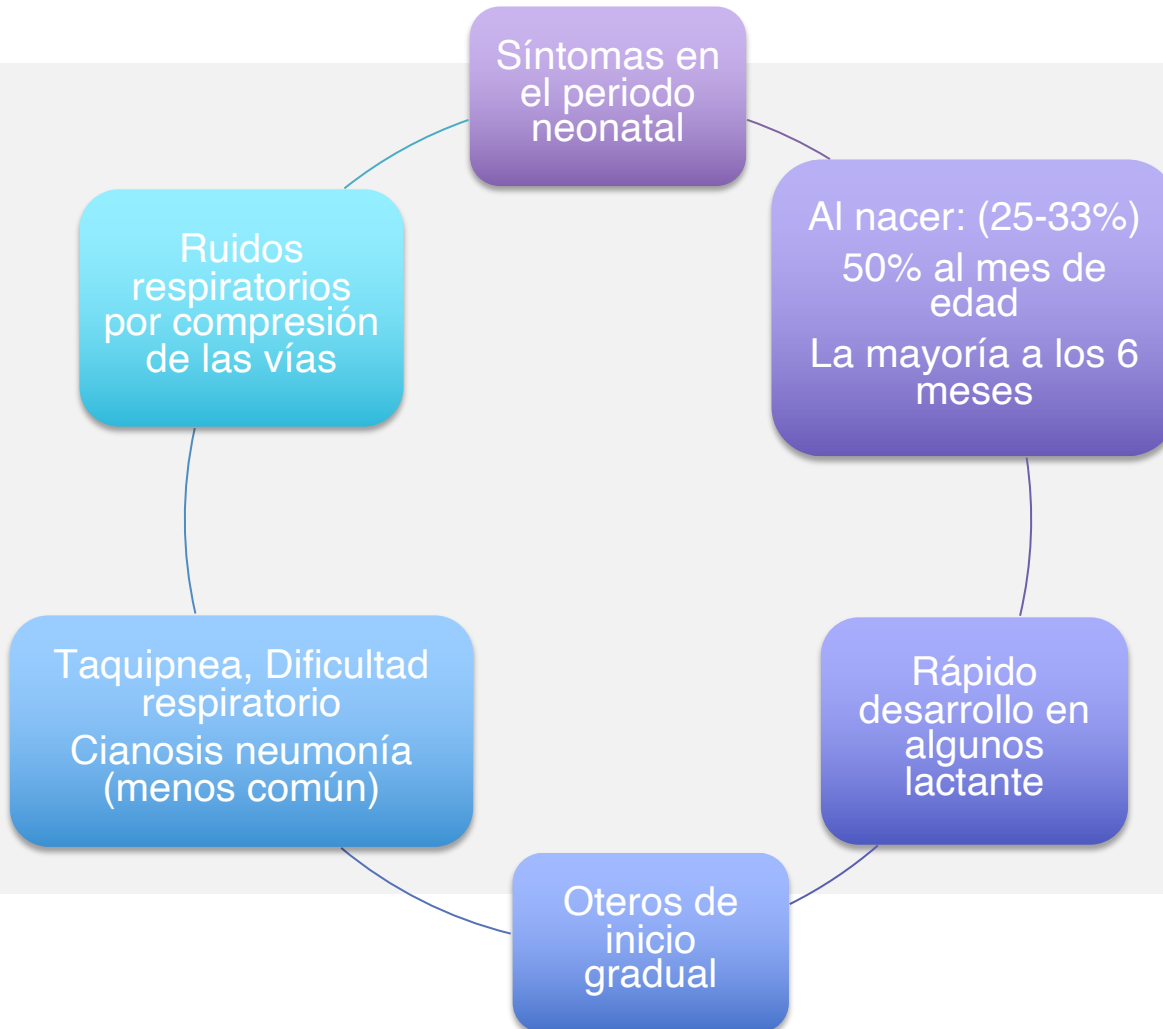 Síntomas en
el periodo
neonatal
Al nacer: (25-33%)
50% al mes de
edad
La mayoría a los 6
meses
Rápido
desarrollo en
algunos
lactante
Oteros de
inicio
gradual
Taquipnea, Dificultad
respiratorio
Cianosis neumonía
(menos común)
Ruidos
respiratorios
por compresión
de las vías